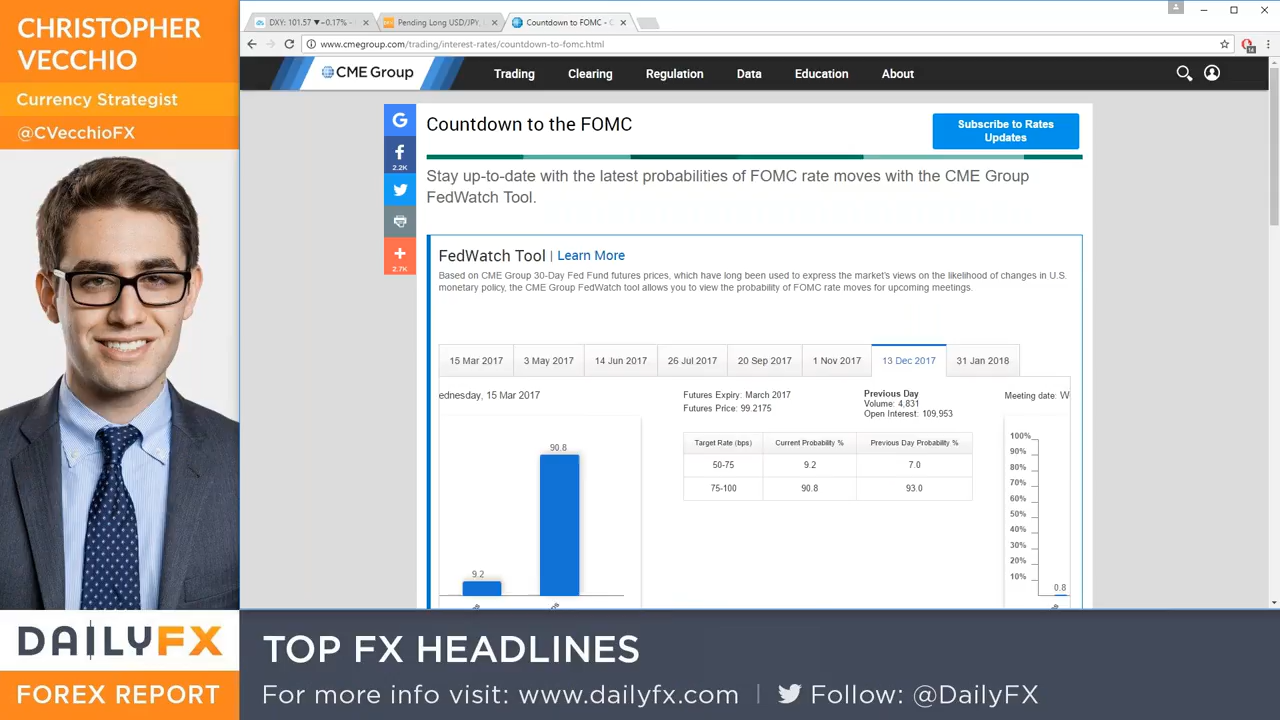 CHRISTOPHER
VECCHIO
Currency Strategist
@CVecchioFX
DXY: 101.57 ▼−0.17%
Pending Long USD/JPY,
Countdown to FOMC - C
www.cmegroup.com/trading/interest-rates/countdown-to-fomc.html
14
CME Group
Trading
Clearing
Regulation
Data
Education
About
G
f
2.2K
+
2.7K
Countdown to the FOMC
Subscribe to Rates
Updates
Stay up-to-date with the latest probabilities of FOMC rate moves with the CME Group
FedWatch Tool.
FedWatch Tool | Learn More
Based on CME Group 30-Day Fed Fund futures prices, which have long been used to express the market's views on the likelihood of changes in U.S.
monetary policy, the CME Group FedWatch tool allows you to view the probability of FOMC rate moves for upcoming meetings.
15 Mar 2017
3 May 2017
14 Jun 2017
26 Jul 2017
20 Sep 2017
1 Nov 2017
13 Dec 2017
31 Jan 2018
ednesday, 15 Mar 2017
90.8
9.2
Futures Expiry: March 2017
Futures Price: 99.2175
Previous Day
Volume: 4,831
Open Interest: 109,953
Target Rate (bps) Current Probability % Previous Day Probability %
50-75 9.2 7.0
75-100 90.8 93.0
Meeting date: W
100%
90%
80%
70%
60%
50%
40%
30%
20%
10%
0.8
DAILYFX
FOREX REPORT
TOP FX HEADLINES
For more info visit: www.dailyfx.com | Follow: @DailyFX